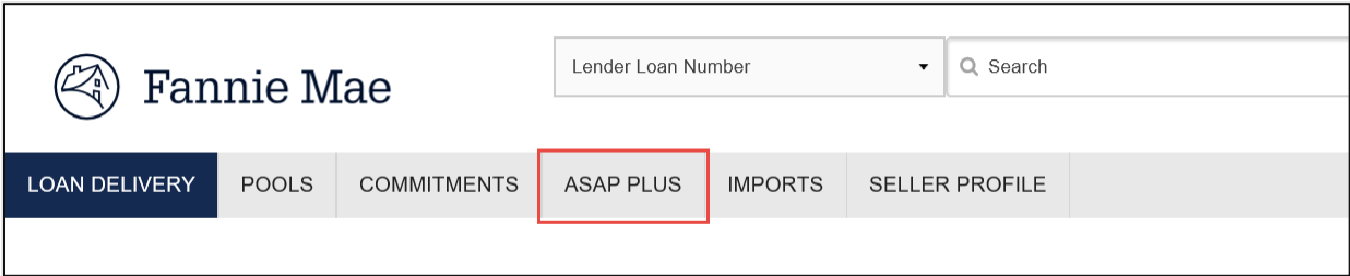 Fannie Mae
Lender Loan Number
Search
LOAN DELIVERY POOLS COMMITMENTS ASAP PLUS IMPORTS SELLER PROFILE